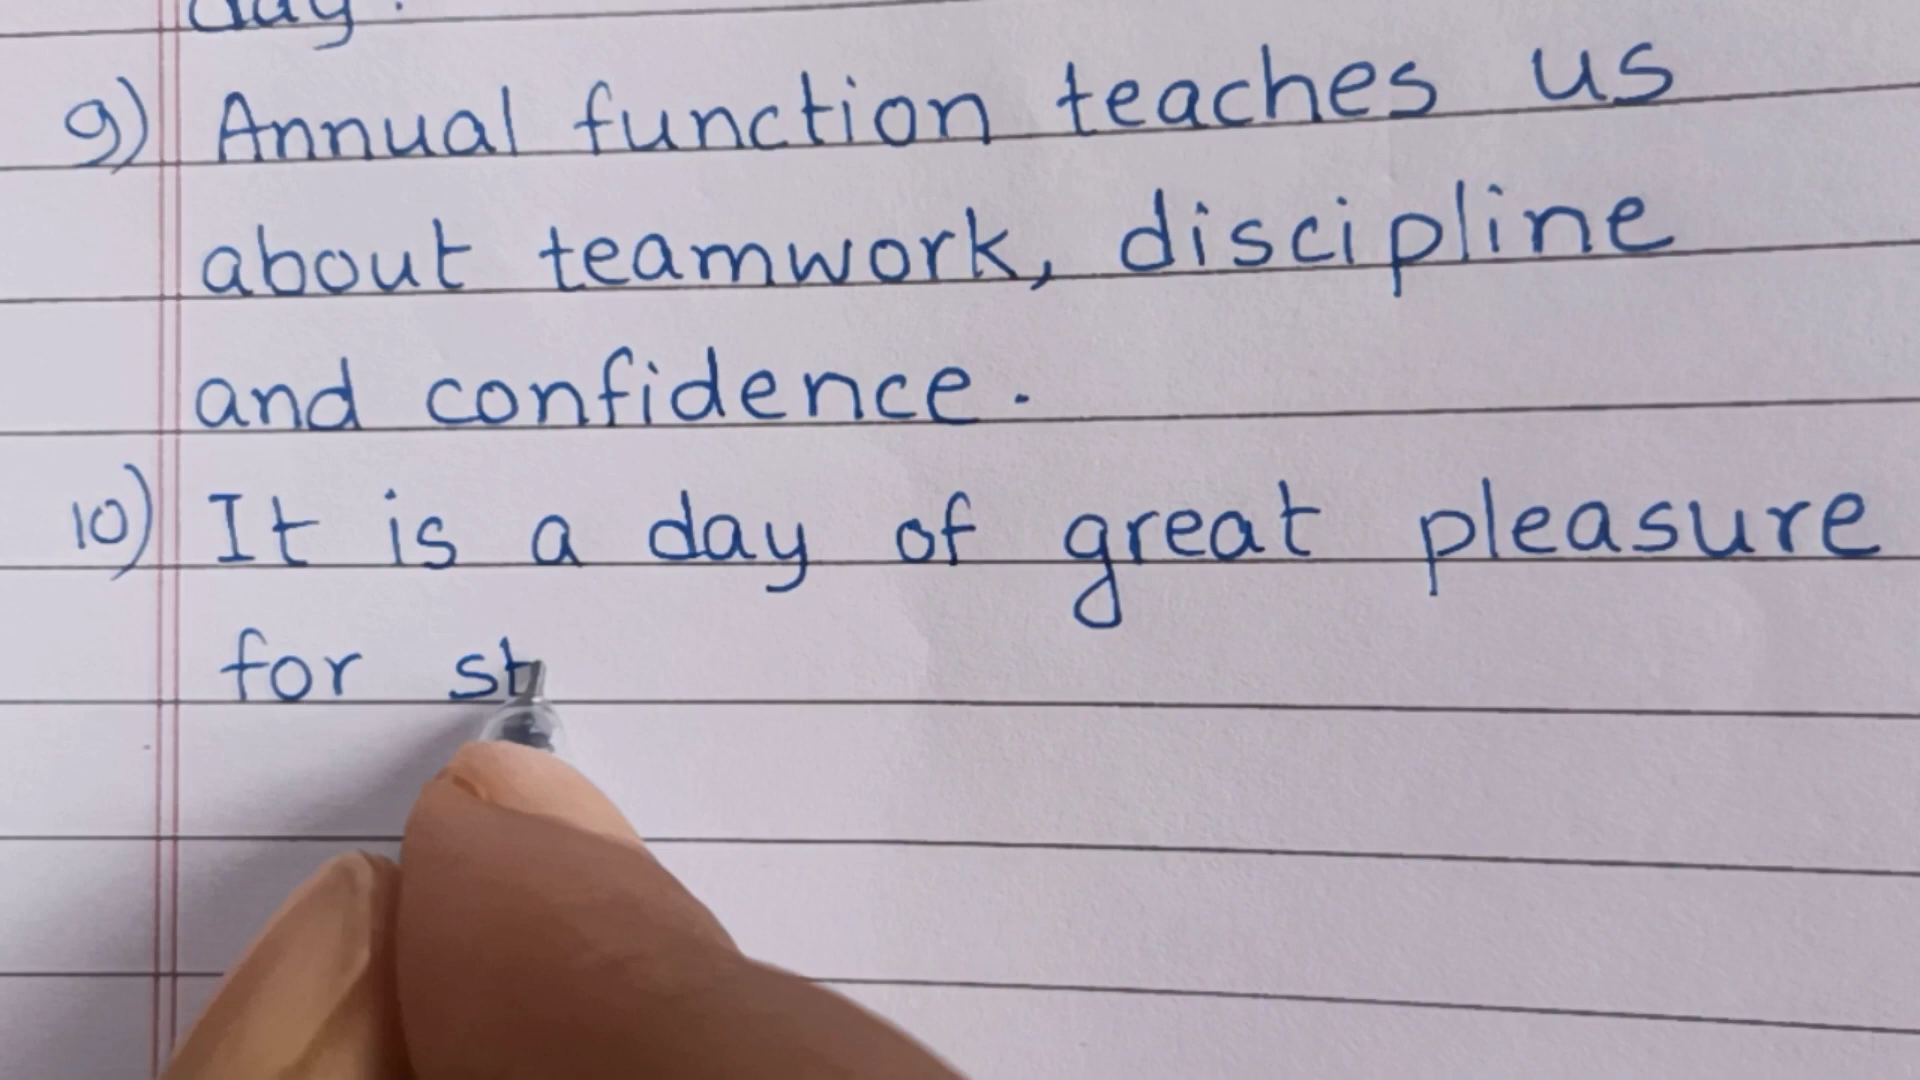 day.
9) Annual function teaches us
about teamwork, discipline
and confidence.
10) It is a day of great pleasure
for st